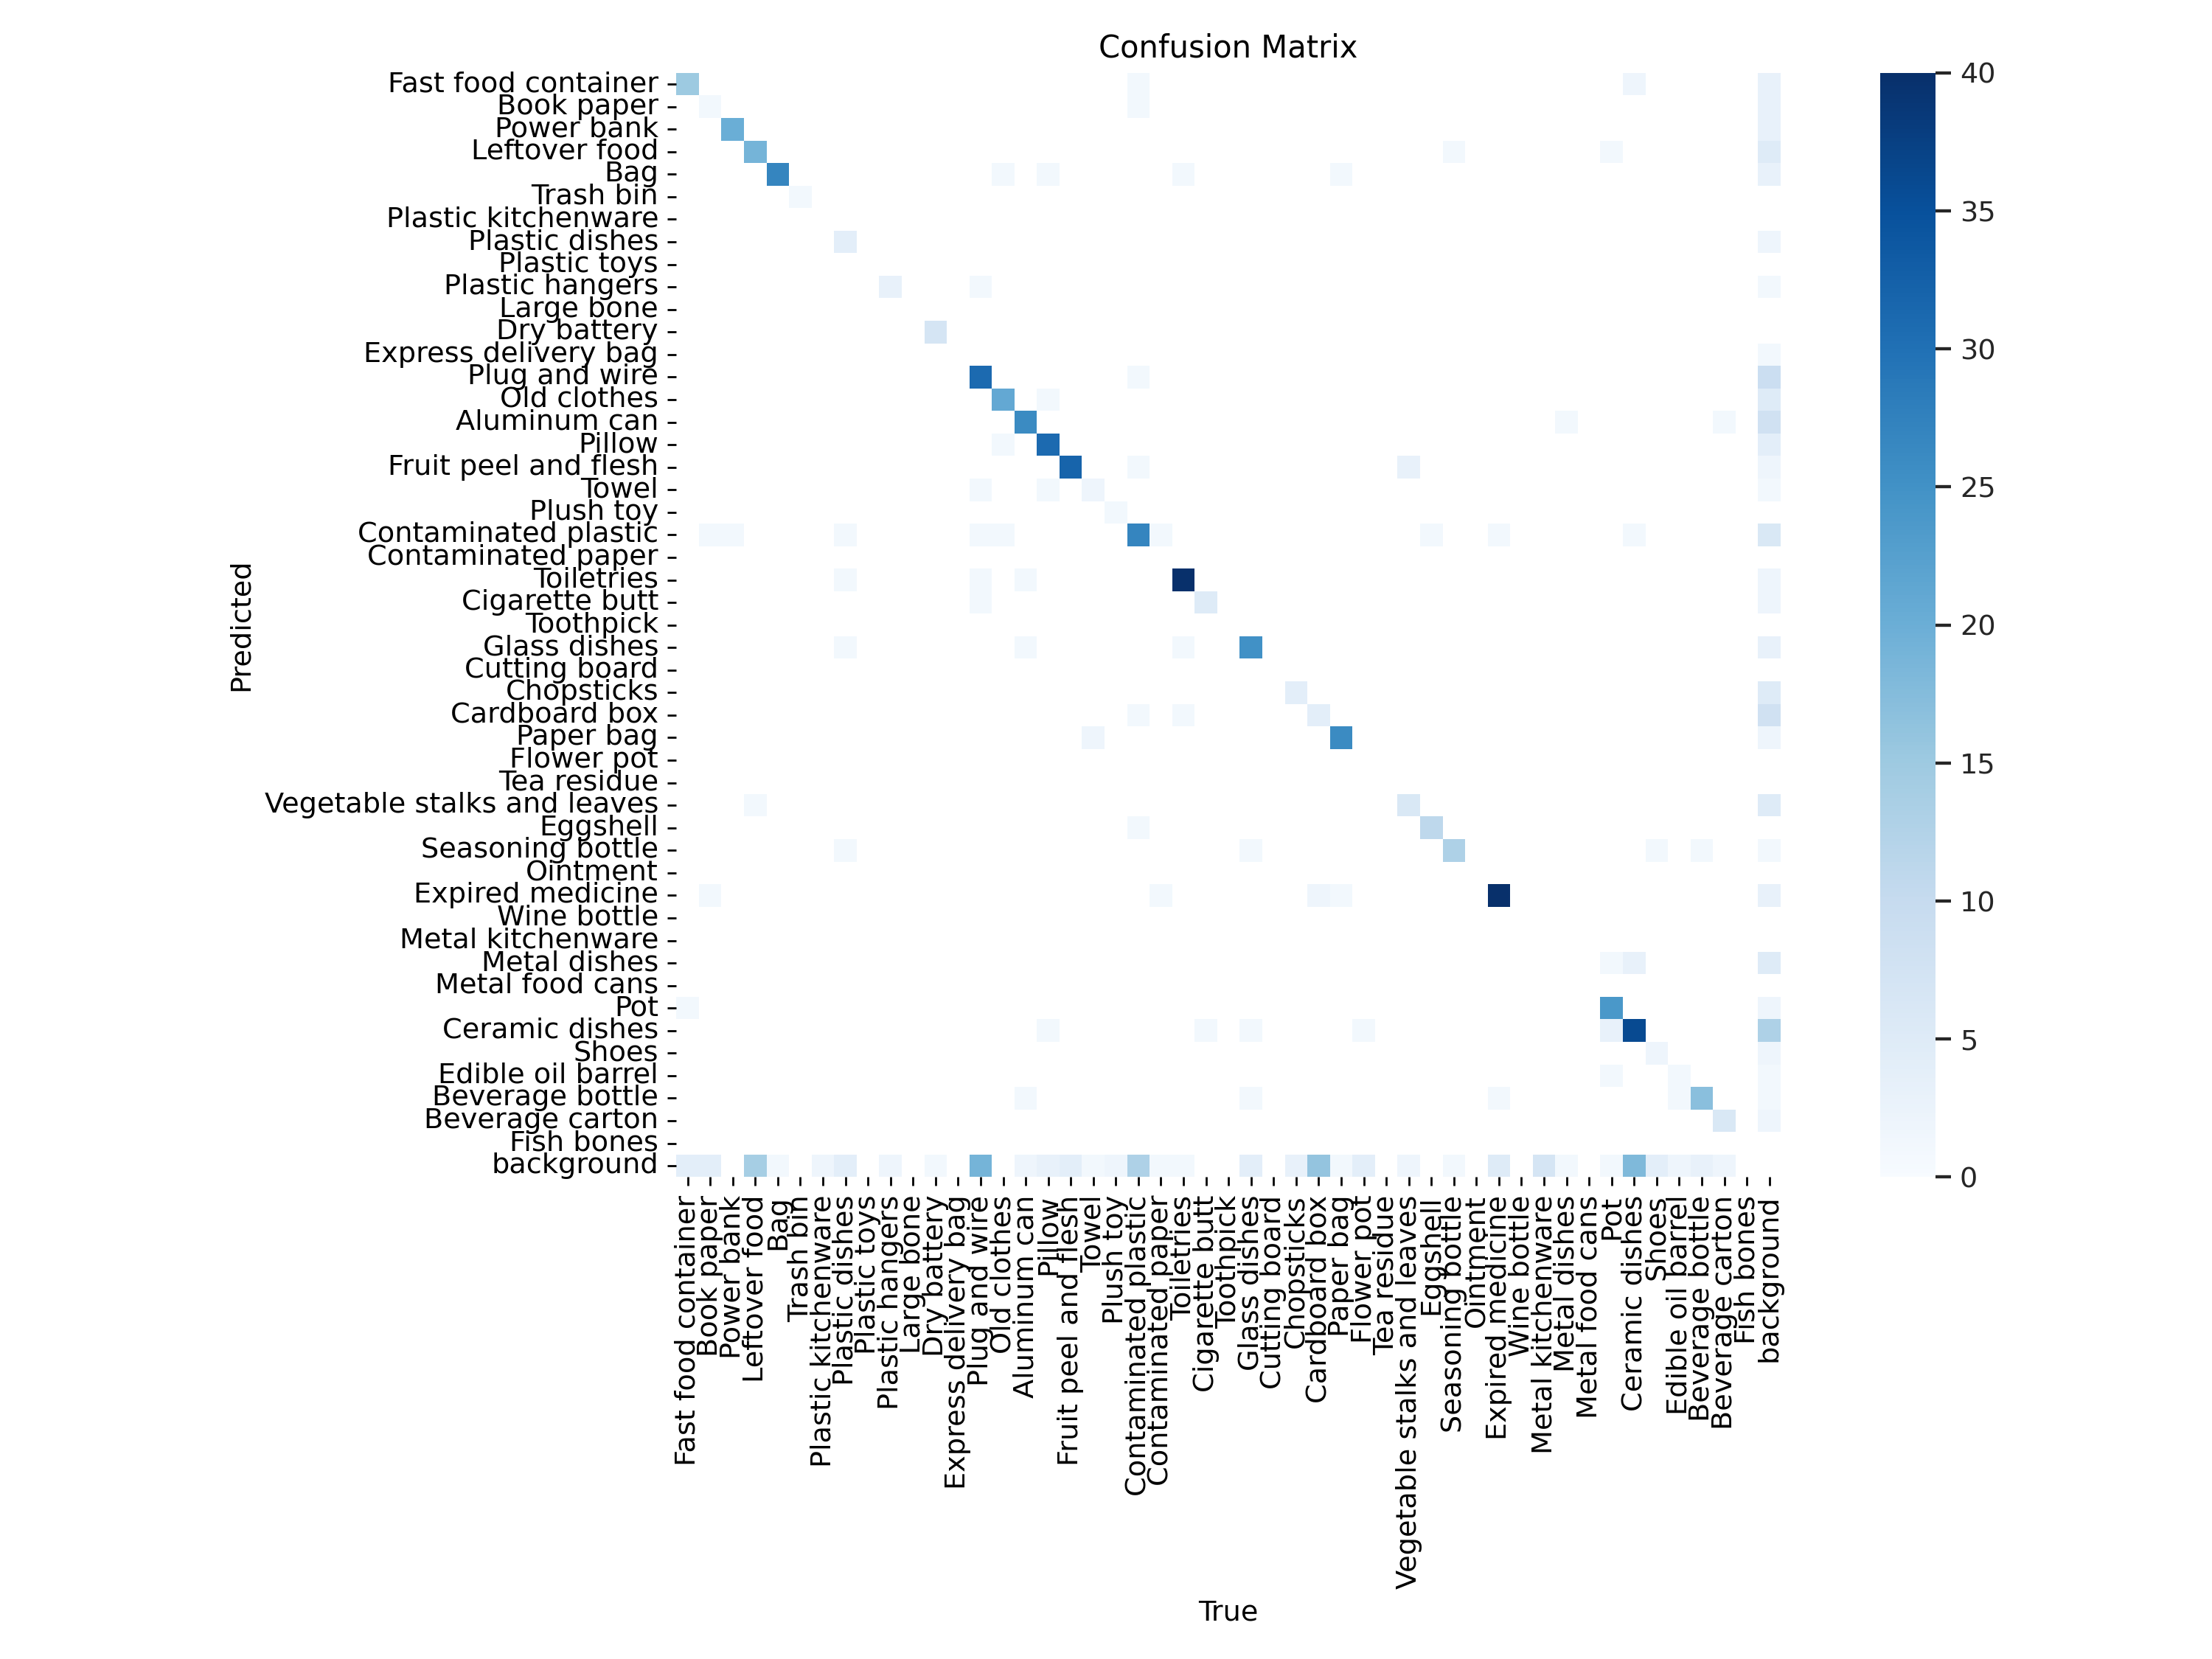 Confusion Matrix
Fast food container
Book paper
Power bank
Leftover food
Bag
Trash bin
Plastic kitchenware
Plastic dishes
Plastic toys
Plastic hangers
Large bone
Dry battery
Express delivery bag
Plug and wire
Old clothes
Aluminum can
Pillow
Fruit peel and flesh
Towel
Plush toy
Contaminated plastic
Contaminated paper
Toiletries
Cigarette butt
Toothpick
Glass dishes
Cutting board
Chopsticks
Cardboard box
Paper bag
Flower pot
Tea residue
Vegetable stalks and leaves
Eggshell
Seasoning bottle
Ointment
Expired medicine
Wine bottle
Metal kitchenware
Metal dishes
Metal food cans
Pot
Ceramic dishes
Shoes
Edible oil barrel
Beverage bottle
Beverage carton
Fish bones
background
Predicted
Fast food container
Book paper
Power bank
Leftover food
Bag
Trash bin
Plastic kitchenware
Plastic dishes
Plastic toys
Plastic hangers
Large bone
Dry battery
Express delivery bag
Plug and wire
Old clothes
Aluminum can
Pillow
Fruit peel and flesh
Towel
Plush toy
Contaminated plastic
Contaminated paper
Toiletries
Cigarette butt
Toothpick
Glass dishes
Cutting board
Chopsticks
Cardboard box
Paper bag
Flower pot
Tea residue
Vegetable stalks and leaves
Eggshell
Seasoning bottle
Ointment
Expired medicine
Wine bottle
Metal kitchenware
Metal dishes
Metal food cans
Pot
Ceramic dishes
Shoes
Edible oil barrel
Beverage bottle
Beverage carton
Fish bones
background
True
40
35
30
25
20
15
10
5
0